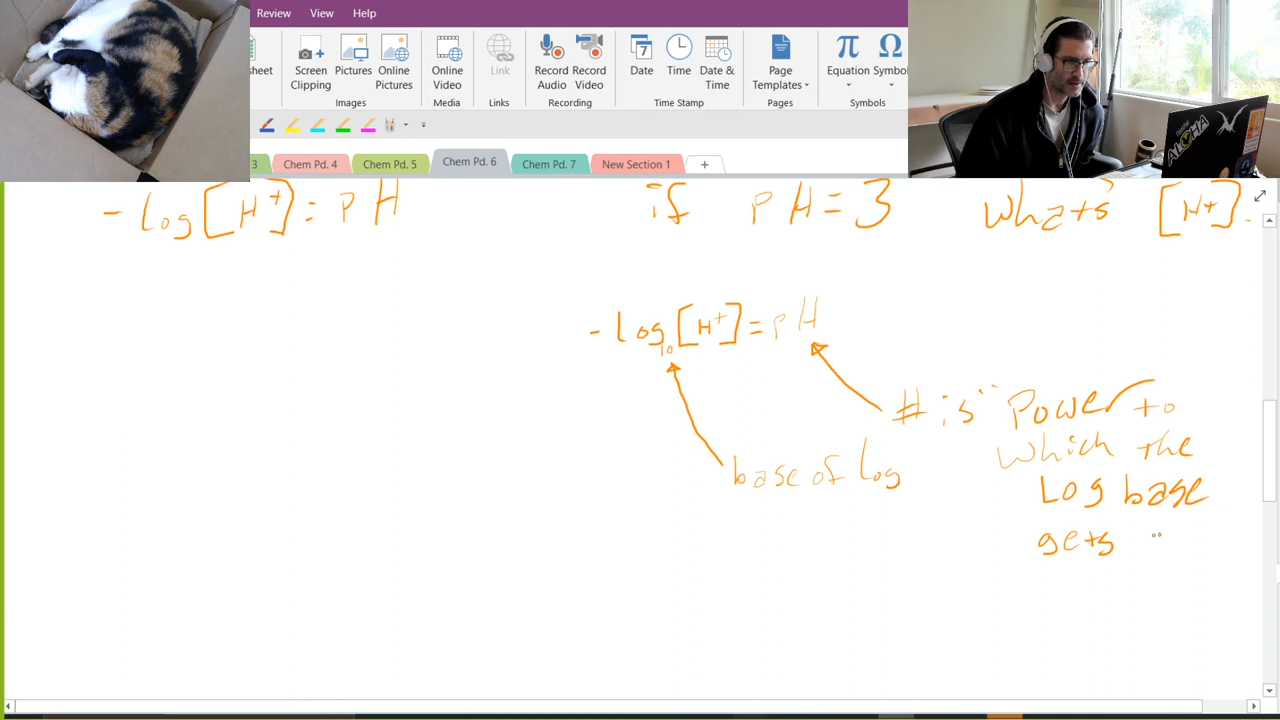 Review View Help
Screen Clipping
Pictures
Online Pictures
Online Video
Link
Record Audio
Record Video
Date
Time
Date & Time
Page Templates
Equation
Symbol
Images
Media
Links
Recording
Time Stamp
Pages
Symbols
3
Chem Pd. 4
Chem Pd. 5
Chem Pd. 6
Chem Pd. 7
New Section 1
ALOHA
-log[H+]=pH if pH=3 whats [H+].
-log10[H+]=pH
# is "Power to
which the
base of log
Log base
gets "